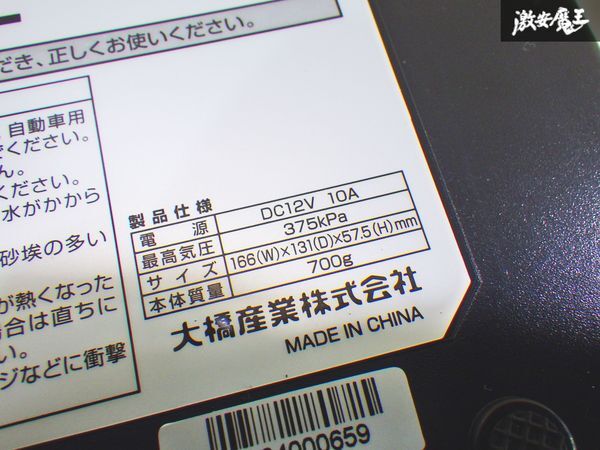 激安魔王
だき、正しくお使いください。
自動車用
でください。
ん。
ください。
水がかから
砂埃の多い
が熱くなった
場合は直ちに
い。
ジなどに衝撃
製品仕様
電源 DC12V 10A
最高気圧 375kPa
サイズ 166(W)×131(D)×57.5(H)mm
本体質量 700g
大橋産業株式会社
MADE IN CHINA
4000659